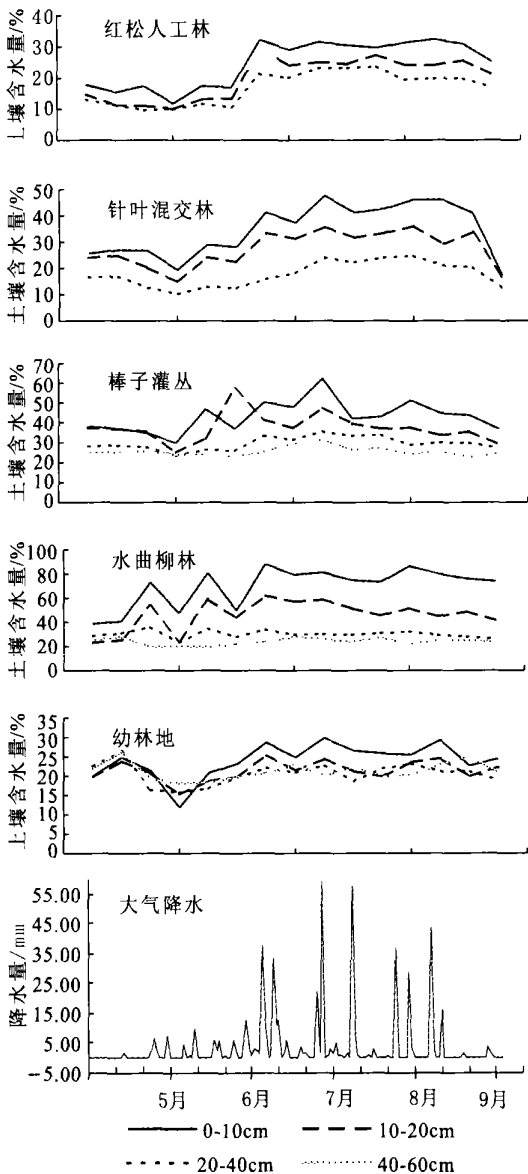 红松人工林
土壤含水量/%
40
30
20
10
0
针叶混交林
土壤含水量/%
50
40
30
20
10
0
棒子灌丛
土壤含水量/%
70
60
50
40
30
20
10
0
水曲柳林
土壤含水量/%
100
80
60
40
20
0
幼林地
土壤含水量/%
35
30
25
20
15
10
5
0
大气降水
降水量/mm
55.00
45.00
35.00
25.00
15.00
5.00
-5.00
5月 6月 7月 8月 9月
0-10cm 10-20cm
20-40cm 40-60cm